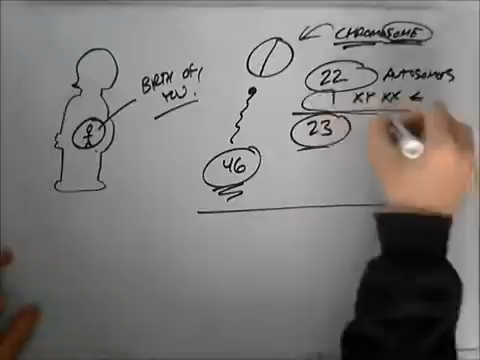 CHROMOSOME
BIRTH OF
YOU.
22 AUTOSOMES
1 XY XX
23
46